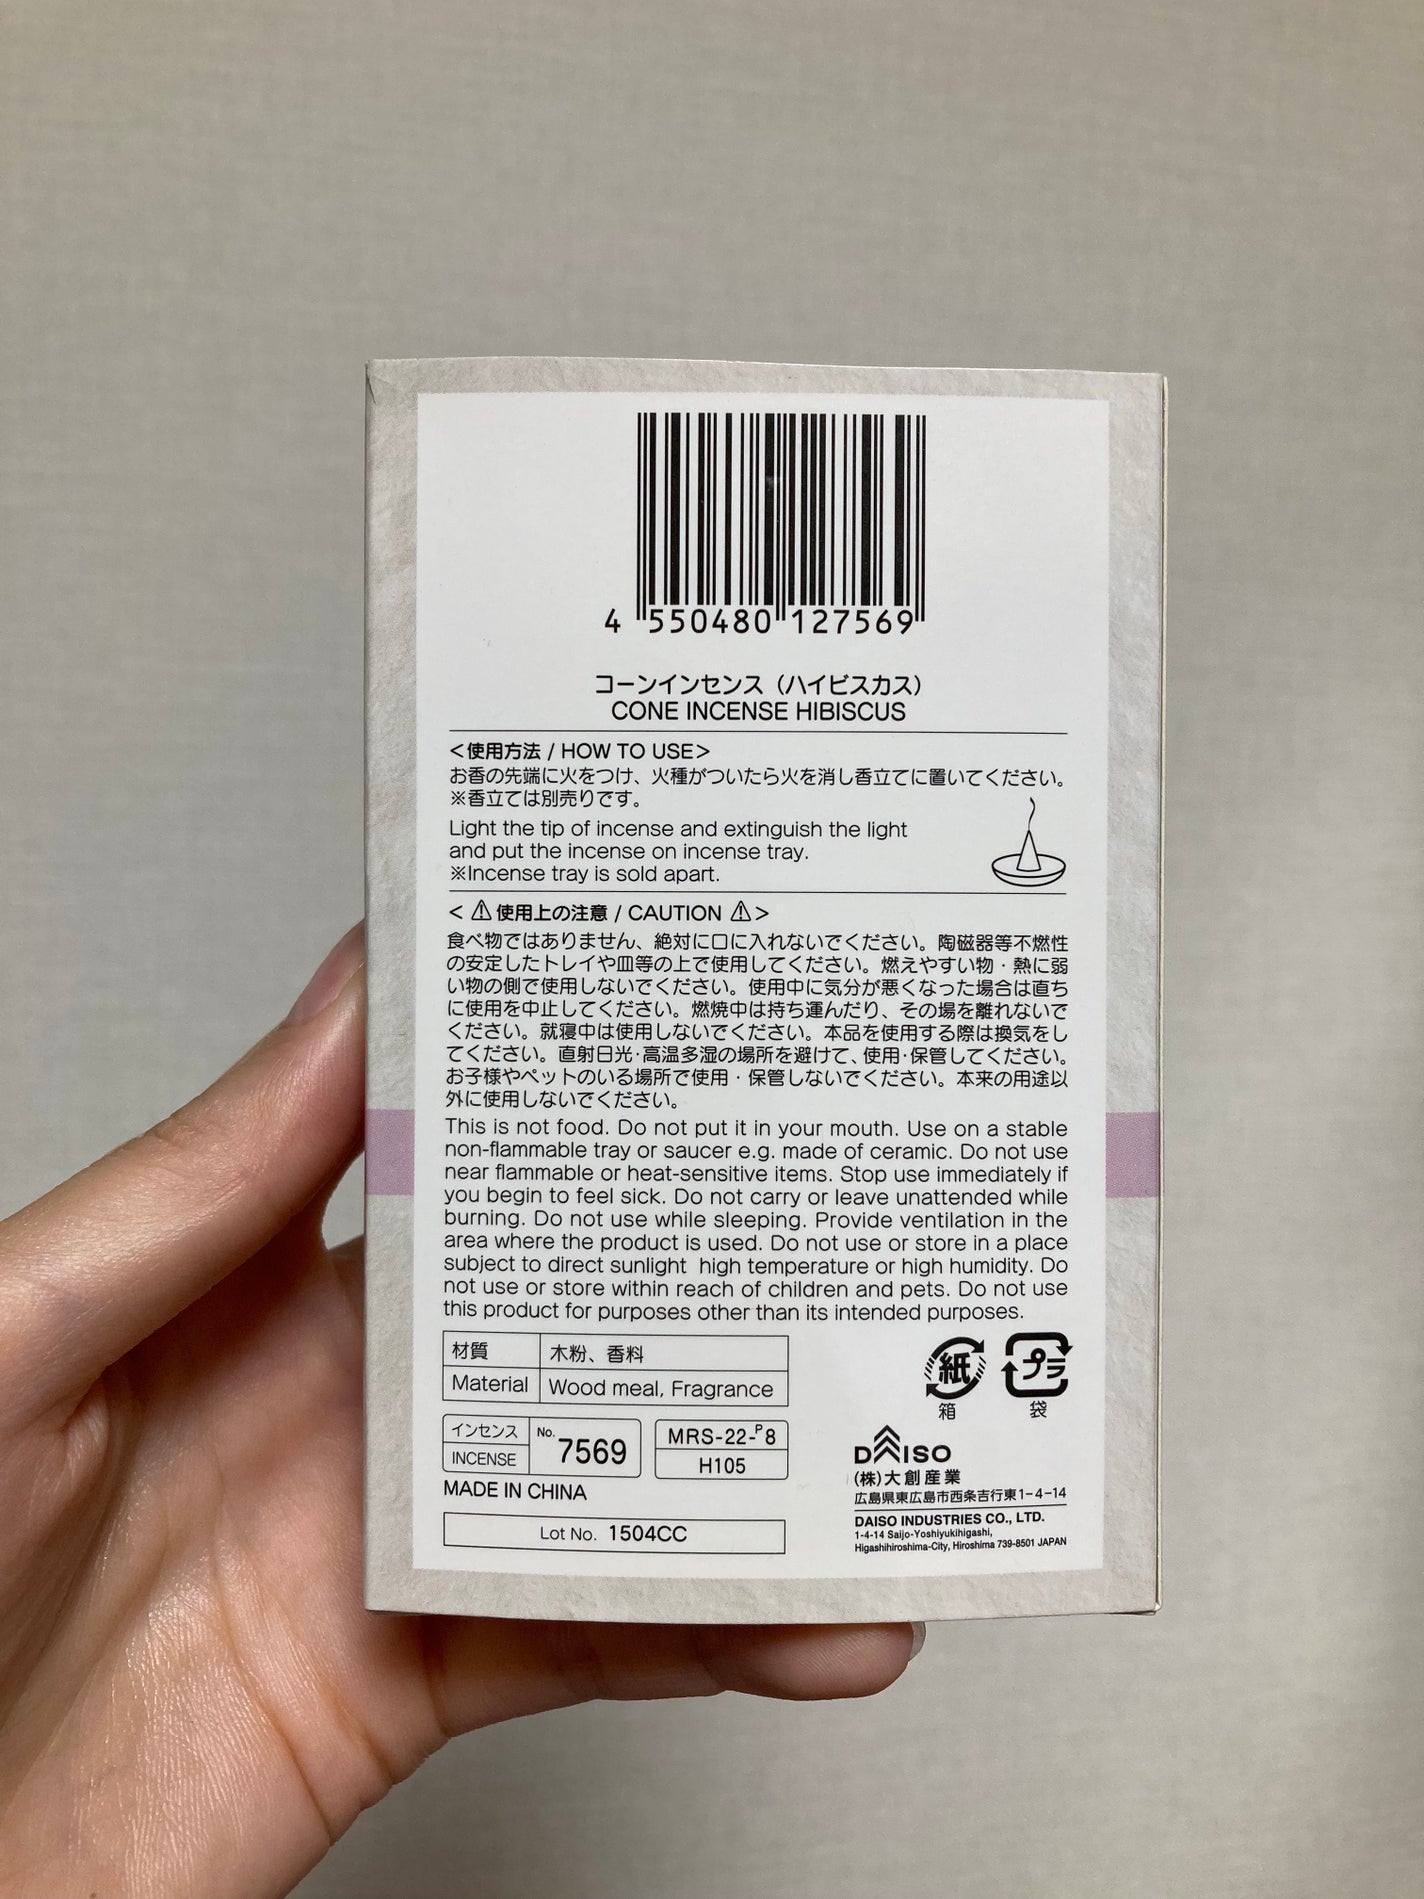 4 550480 127569
コーンインセンス（ハイビスカス）
CONE INCENSE HIBISCUS
<使用方法 / HOW TO USE>
お香の先端に火をつけ、火種がついたら火を消し香立てに置いてください。
※香立ては別売りです。
Light the tip of incense and extinguish the light
and put the incense on incense tray.
※Incense tray is sold apart.
< ⚠ 使用上の注意 / CAUTION ⚠ >
食べ物ではありません、絶対に口に入れないでください。陶磁器等不燃性
の安定したトレイや皿等の上で使用してください。燃えやすい物・熱に弱
い物の側で使用しないでください。使用中に気分が悪くなった場合は直ち
に使用を中止してください。燃焼中は持ち運んだり、その場を離れないで
ください。就寝中は使用しないでください。本品を使用する際は換気をし
てください。直射日光・高温多湿の場所を避けて、使用・保管してください。
お子様やペットのいる場所で使用・保管しないでください。本来の用途以
外に使用しないでください。
This is not food. Do not put it in your mouth. Use on a stable
non-flammable tray or saucer e.g. made of ceramic. Do not use
near flammable or heat-sensitive items. Stop use immediately if
you begin to feel sick. Do not carry or leave unattended while
burning. Do not use while sleeping. Provide ventilation in the
area where the product is used. Do not use or store in a place
subject to direct sunlight high temperature or high humidity. Do
not use or store within reach of children and pets. Do not use
this product for purposes other than its intended purposes.
材質 木粉、香料
Material Wood meal, Fragrance
紙 プラ
箱 袋
インセンス
INCENSE
No. 7569
MRS-22-P8
H105
MADE IN CHINA
Lot No. 1504CC
DAISO
(株)大創産業
広島県東広島市西条吉行東1-4-14
DAISO INDUSTRIES CO., LTD.
1-4-14 Saijo-Yoshiyukihigashi,
Higashihiroshima-City, Hiroshima 739-8501 JAPAN